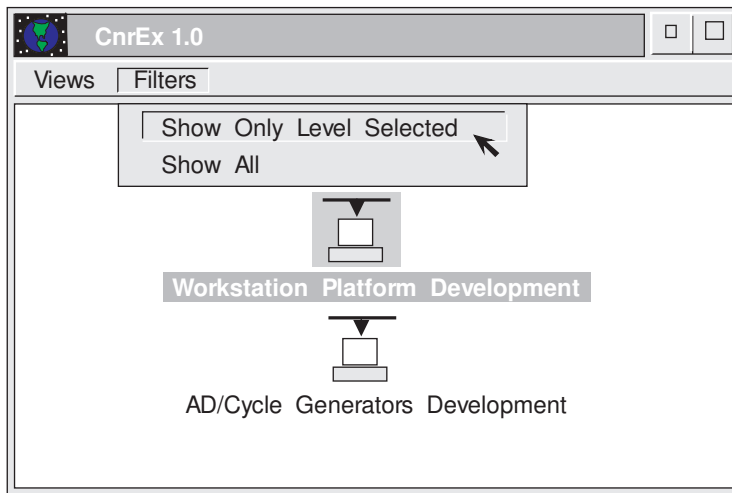 CnrEx 1.0
Views Filters
Show Only Level Selected
Show All
Workstation Platform Development
AD/Cycle Generators Development